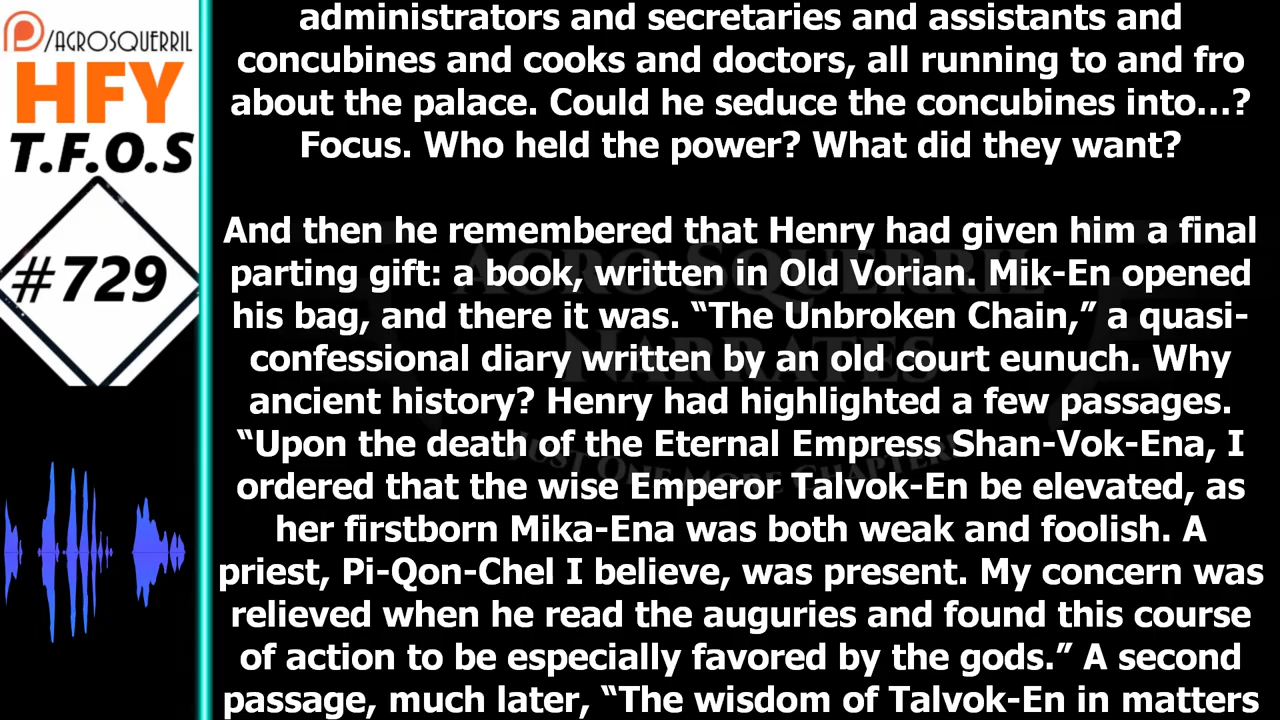 /AGROSQUERRIL
HFY
T.F.O.S
#729
administrators and secretaries and assistants and
concubines and cooks and doctors, all running to and fro
about the palace. Could he seduce the concubines into…?
Focus. Who held the power? What did they want?
And then he remembered that Henry had given him a final
parting gift: a book, written in Old Vorian. Mik-En opened
his bag, and there it was. “The Unbroken Chain,” a quasi-
confessional diary written by an old court eunuch. Why
ancient history? Henry had highlighted a few passages.
“Upon the death of the Eternal Empress Shan-Vok-Ena, I
ordered that the wise Emperor Talvok-En be elevated, as
her firstborn Mika-Ena was both weak and foolish. A
priest, Pi-Qon-Chel I believe, was present. My concern was
relieved when he read the auguries and found this course
of action to be especially favored by the gods.” A second
passage, much later, “The wisdom of Talvok-En in matters
AGRO SQUERRIL
NARRATES
JUST ONE MORE CHAPTER